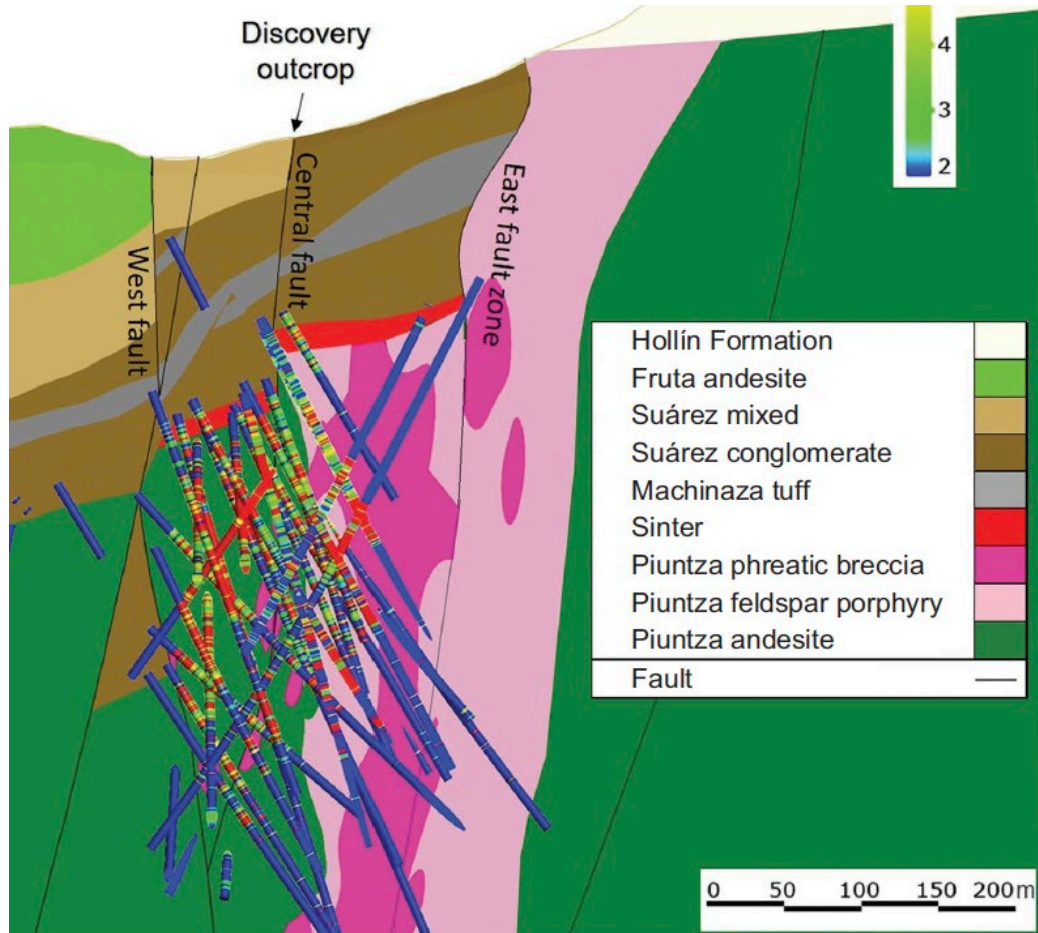 Discovery
outcrop
4
3
2
West fault
Central fault
East fault
zone
Hollín Formation
Fruta andesite
Suárez mixed
Suárez conglomerate
Machinaza tuff
Sinter
Piuntza phreatic breccia
Piuntza feldspar porphyry
Piuntza andesite
Fault
0 50 100 150 200 m